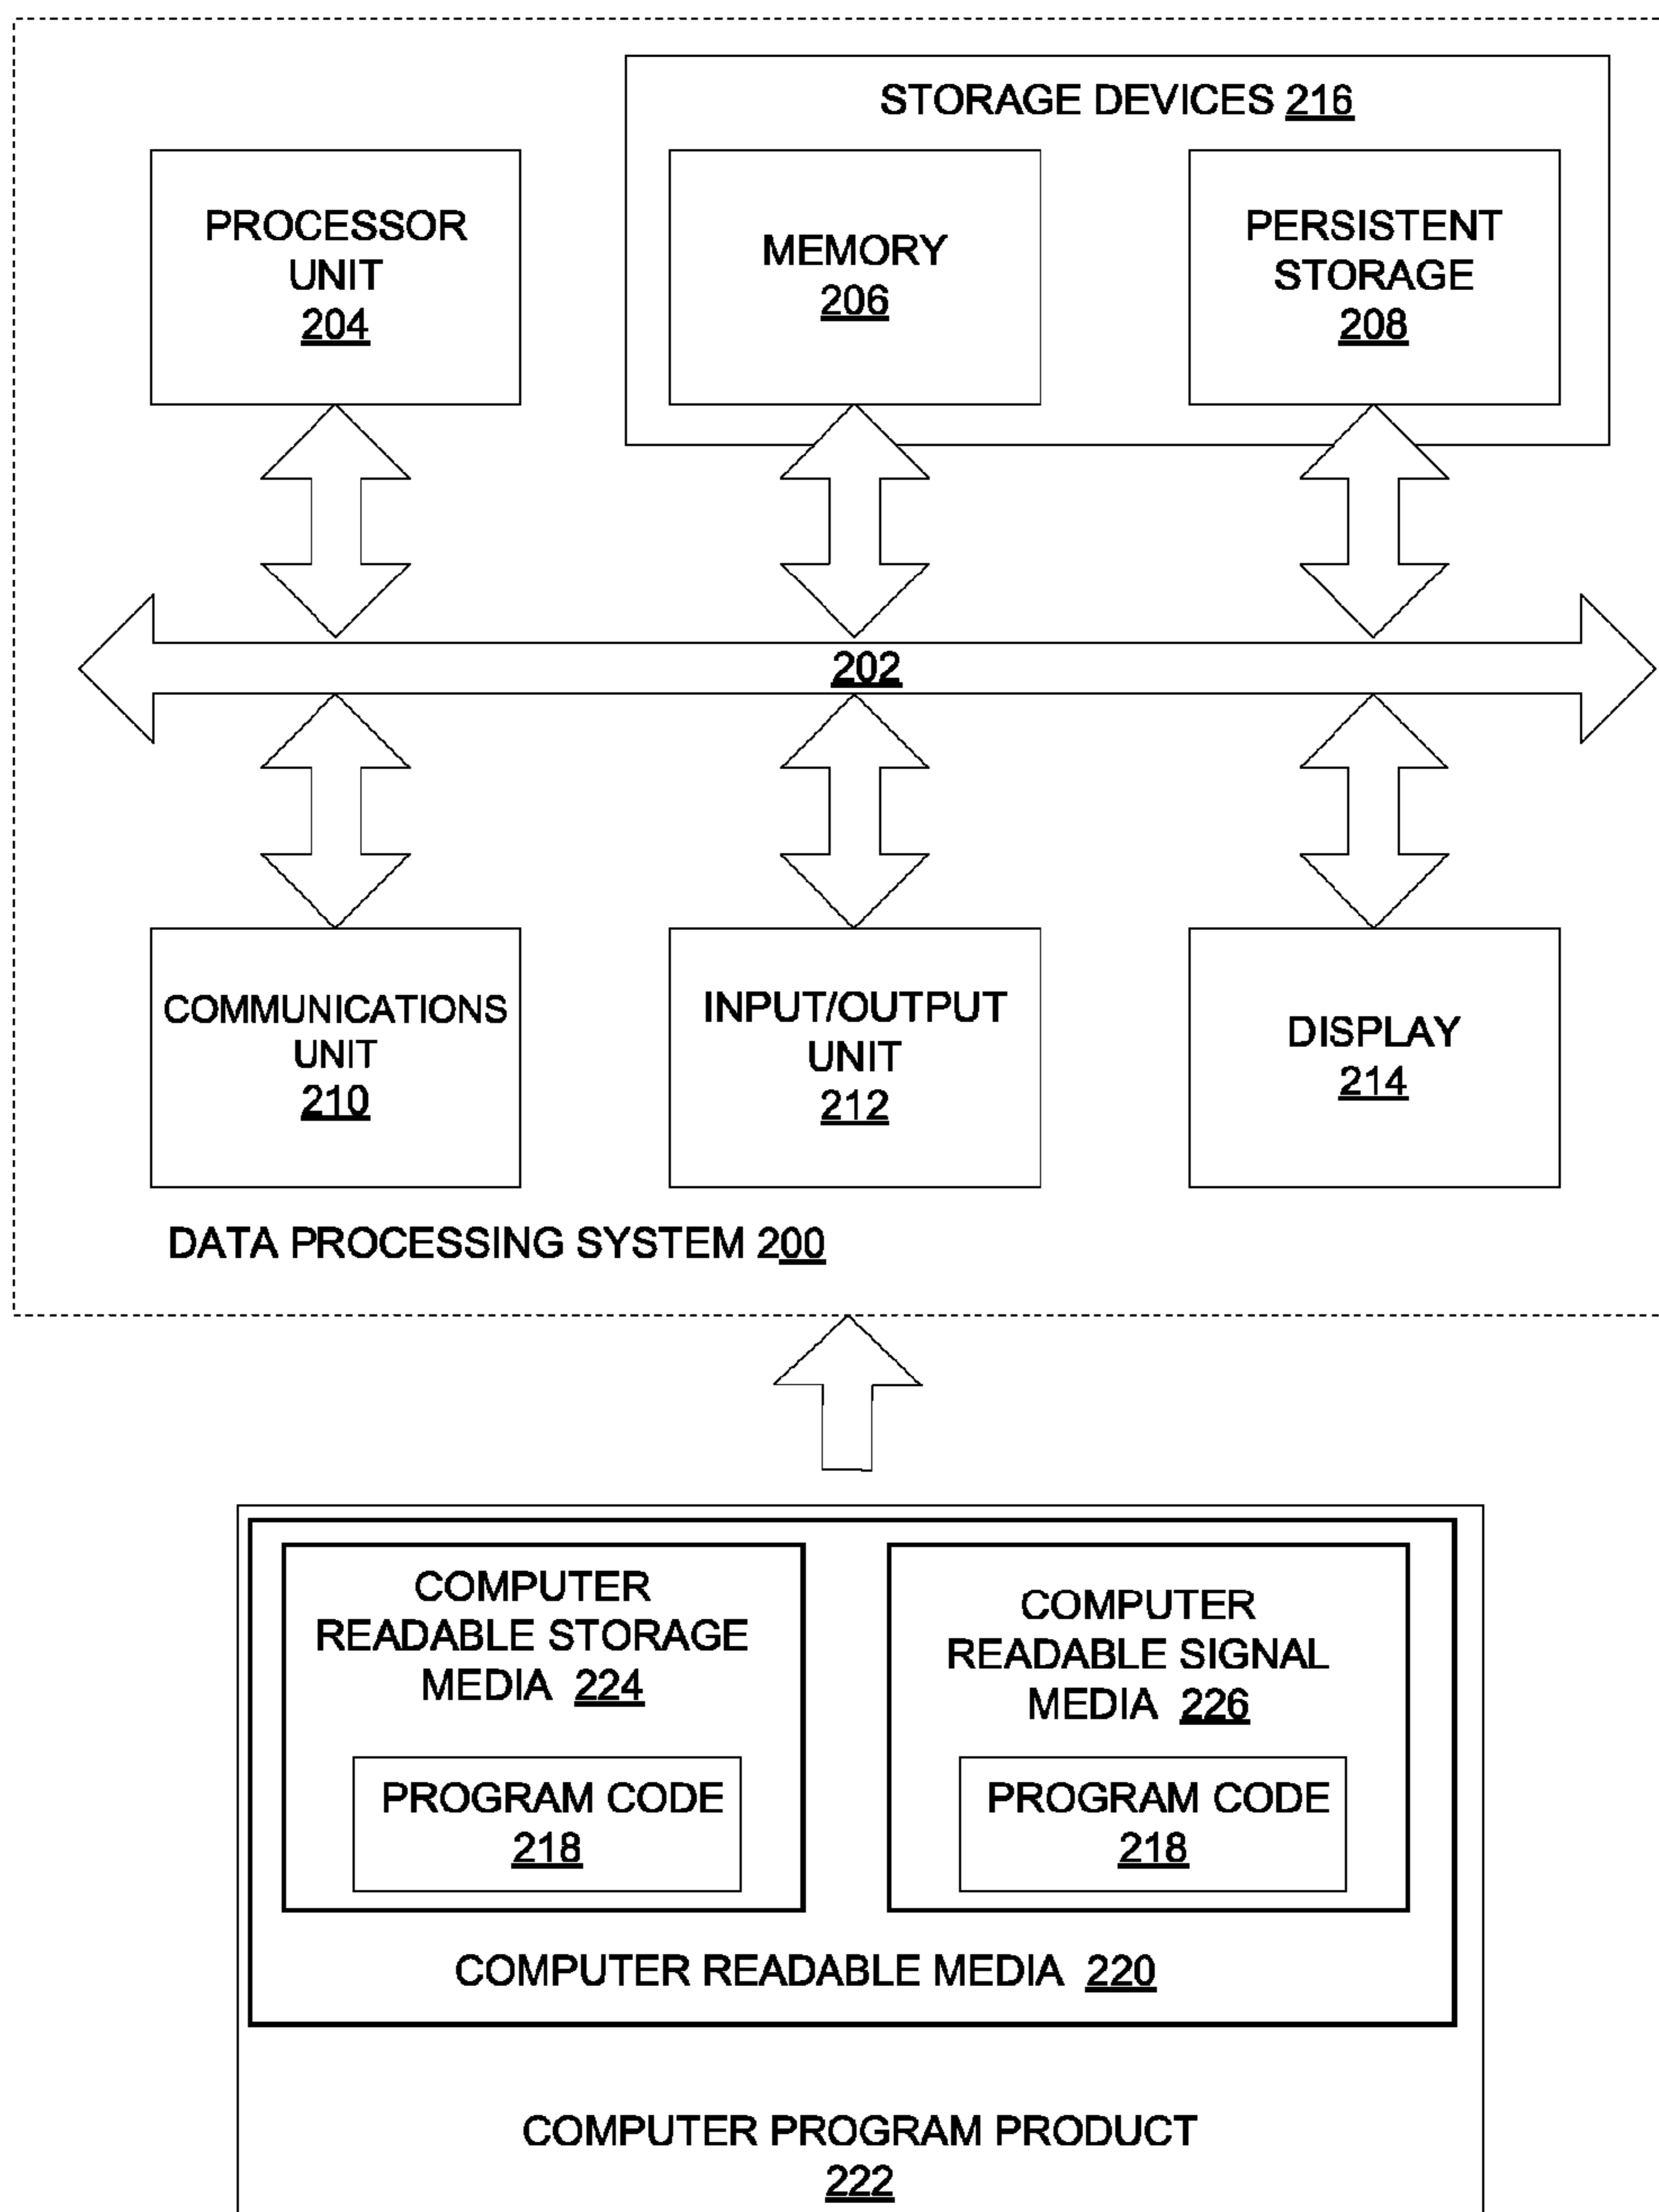 STORAGE DEVICES 216
PROCESSOR
UNIT
204
MEMORY
206
PERSISTENT
STORAGE
208
202
COMMUNICATIONS
UNIT
210
INPUT/OUTPUT
UNIT
212
DISPLAY
214
DATA PROCESSING SYSTEM 200
COMPUTER
READABLE STORAGE
MEDIA 224
PROGRAM CODE
218
COMPUTER
READABLE SIGNAL
MEDIA 226
PROGRAM CODE
218
COMPUTER READABLE MEDIA 220
COMPUTER PROGRAM PRODUCT
222